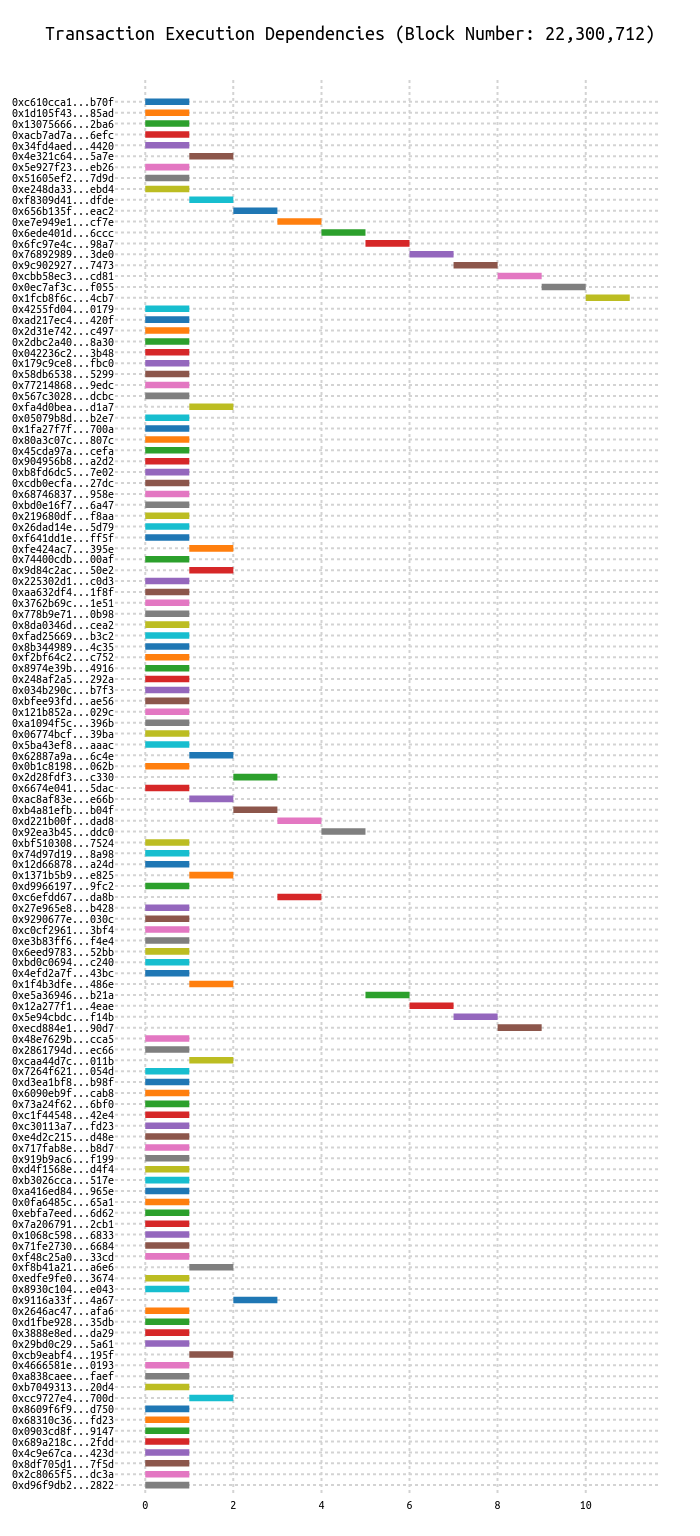 Transaction Execution Dependencies (Block Number: 22,300,712)
0xc610cca1...b70f
0x1d105f43...85ad
0x13075666...2ba6
0xacb7ad7a...6efc
0x34fd4aed...4420
0x4e321c64...5a7e
0x5e927f23...eb26
0x51605ef2...7d9d
0xe248da33...ebd4
0xf8309d41...dfde
0x656b135f...eac2
0xe7e949e1...cf7e
0x6ede401d...6ccc
0x6fc97e4c...98a7
0x76892989...3de0
0x9c902927...7473
0xcbb58ec3...cd81
0x0ec7af3c...f055
0x1fcb8f6c...4cb7
0x4255fd04...0179
0xad217ec4...420f
0x2d31e742...c497
0x2dbc2a40...8a30
0x042236c2...3b48
0x179c9ce8...fbc0
0x58db6538...5299
0x77214868...9edc
0x567c3028...dcbc
0xfa4d0bea...d1a7
0x05079b8d...b2e7
0x1fa27f7f...700a
0x80a3c07c...807c
0x45cda97a...cefa
0x904956b8...a2d2
0xb8fd6dc5...7e02
0xcdb0ecfa...27dc
0x68746837...958e
0xbd0e16f7...6a47
0x219680df...f8aa
0x26dad14e...5d79
0xf641dd1e...ff5f
0xfe424ac7...395e
0x74400cdb...00af
0x9d84c2ac...50e2
0x225302d1...c0d3
0xaa632df4...1f8f
0x3762b69c...1e51
0x778b9e71...0b98
0x8da0346d...cea2
0xfad25669...b3c2
0x8b344989...4c35
0xf2bf64c2...c752
0x8974e39b...4916
0x248af2a5...292a
0x034b290c...b7f3
0xbfee93fd...ae56
0x121b852a...029c
0xa1094f5c...396b
0x06774bcf...39ba
0x5ba43ef8...aaac
0x62887a9a...6c4e
0x0b1c8198...062b
0x2d28fdf3...c330
0x6674e041...5dac
0xac8af83e...e66b
0xb4a81efb...b04f
0xd221b00f...dad8
0x92ea3b45...ddc0
0xbf510308...7524
0x74d97d19...8a98
0x12d66878...a24d
0x1371b5b9...e825
0xd9966197...9fc2
0xc6efdd67...da8b
0x27e965e8...b428
0x9290677e...030c
0xc0cf2961...3bf4
0xe3b83ff6...f4e4
0x6eed9783...52bb
0xbd0c0694...c240
0x4efd2a7f...43bc
0x1f4b3dfe...486e
0xe5a36946...b21a
0x12a277f1...4eae
0x5e94cbdc...f14b
0xecd884e1...90d7
0x48e7629b...cca5
0x2861794d...ec66
0xcaa44d7c...011b
0x7264f621...054d
0xd3ea1bf8...b98f
0x6090eb9f...cab8
0x73a24f62...6bf0
0xc1f44548...42e4
0xc30113a7...fd23
0xe4d2c215...d48e
0x717fab8e...b8d7
0x919b9ac6...f199
0xd4f1568e...d4f4
0xb3026cca...517e
0xa416ed84...965e
0x0fa6485c...65a1
0xebfa7eed...6d62
0x7a206791...2cb1
0x1068c598...6833
0x71fe2730...6684
0xf48c25a0...33cd
0xf8b41a21...a6e6
0xedfe9fe0...3674
0x8930c104...e043
0x9116a33f...4a67
0x2646ac47...afa6
0xd1fbe928...35db
0x3888e8ed...da29
0x29bd0c29...5a61
0xcb9eabf4...195f
0x4666581e...0193
0xa838caee...faef
0xb7049313...20d4
0xcc9727e4...700d
0x8609f6f9...d750
0x68310c36...fd23
0x0903cd8f...9147
0x689a218c...2fdd
0x4c9e67ca...423d
0x8df705d1...7f5d
0x2c8065f5...dc3a
0xd96f9db2...2822
0 2 4 6 8 10